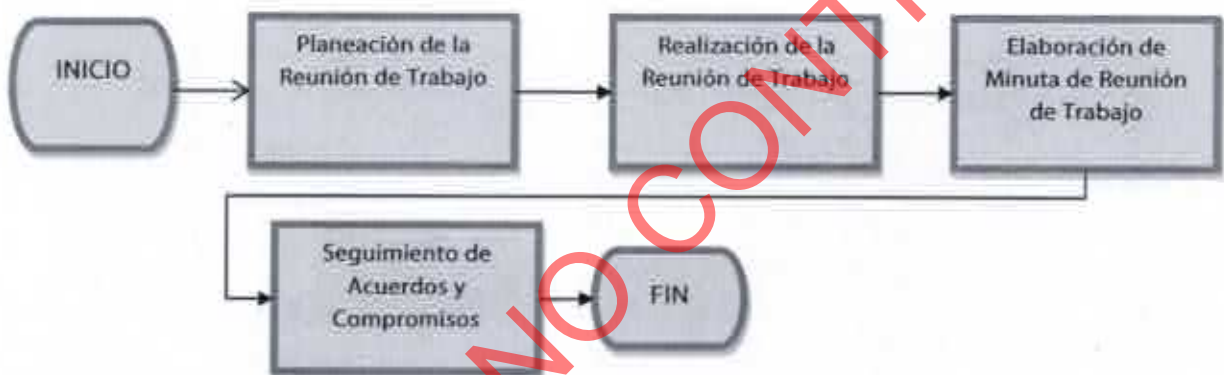 INICIO
Planeación de la
Reunión de Trabajo
Realización de la
Reunión de Trabajo
Elaboración de
Minuta de Reunión
de Trabajo
Seguimiento de
Acuerdos y
Compromisos
FIN
NO CONT